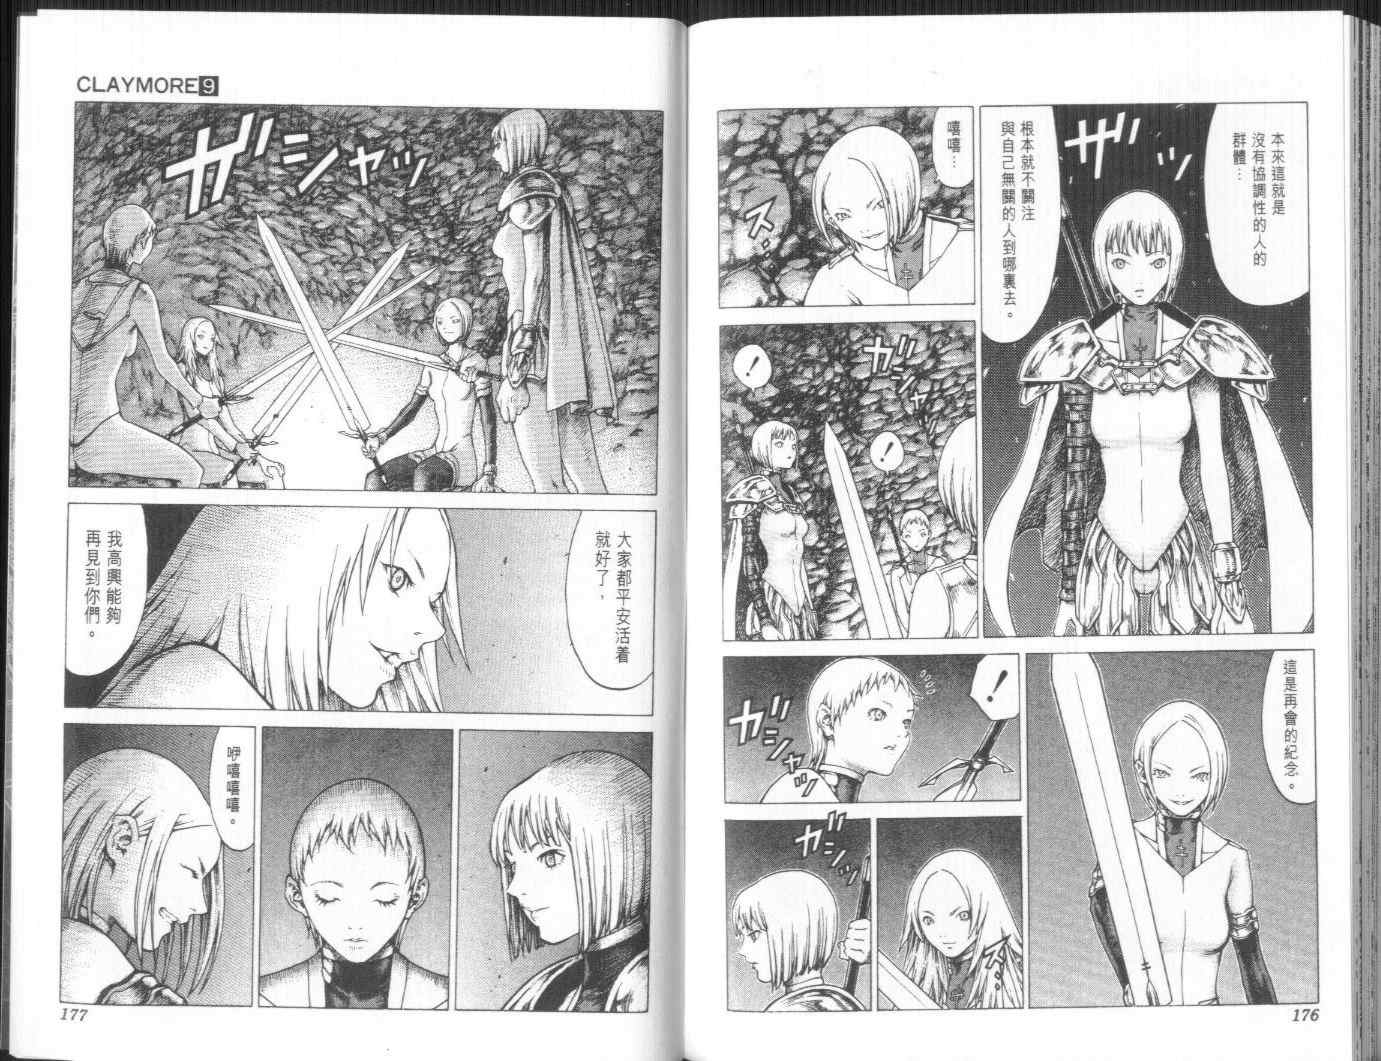 本來這就是
沒有協調性的人的
群體…
ザッ
根本就不關注
與自己無關的人到哪裏去。
嘻嘻…
ス…
ガシャッ
!
!
這是再會的紀念。
!
ガシャッ
ス…
ガシッ
176
CLAYMORE 9
ガシャッ
大家都平安活着
就好了，
我高興能夠
再見到你們。
咿嘻嘻嘻。
177